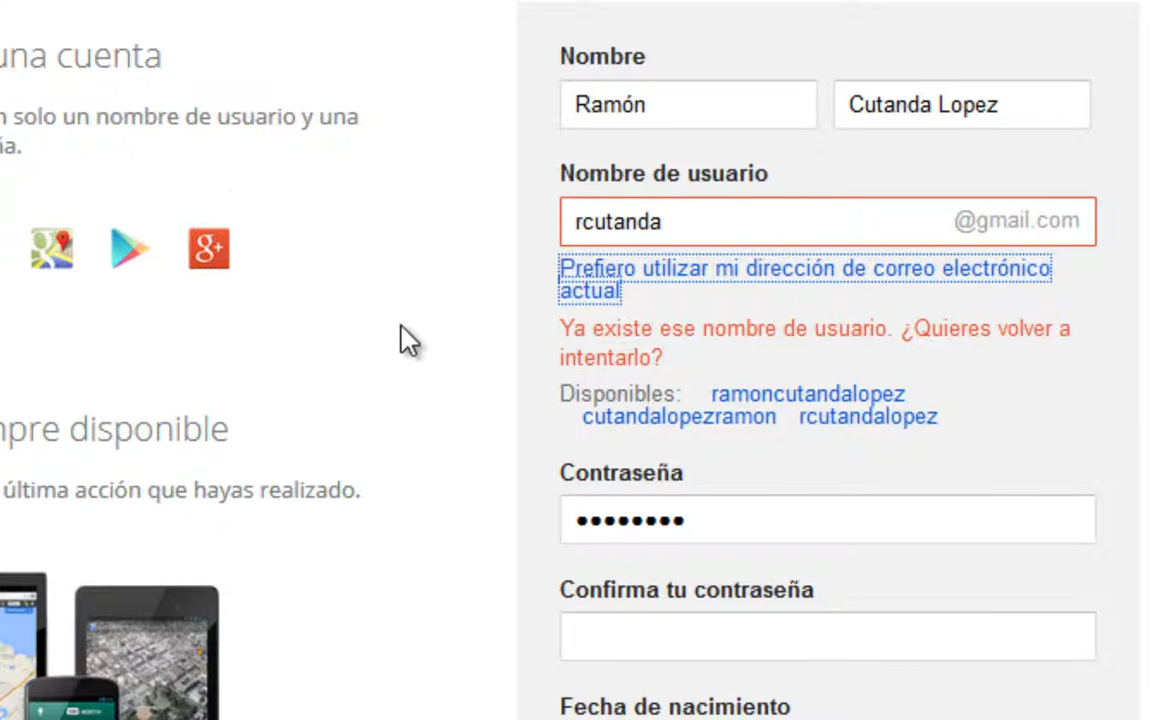 una cuenta
n solo un nombre de usuario y una
ña.
g+
mpre disponible
última acción que hayas realizado.
Nombre
Ramón
Cutanda Lopez
Nombre de usuario
rcutanda
@gmail.com
Prefiero utilizar mi dirección de correo electrónico
actual
Ya existe ese nombre de usuario. ¿Quieres volver a
intentarlo?
Disponibles: ramoncutandalopez
cutandalopezramon rcutandalopez
Contraseña
Confirma tu contraseña
Fecha de nacimiento